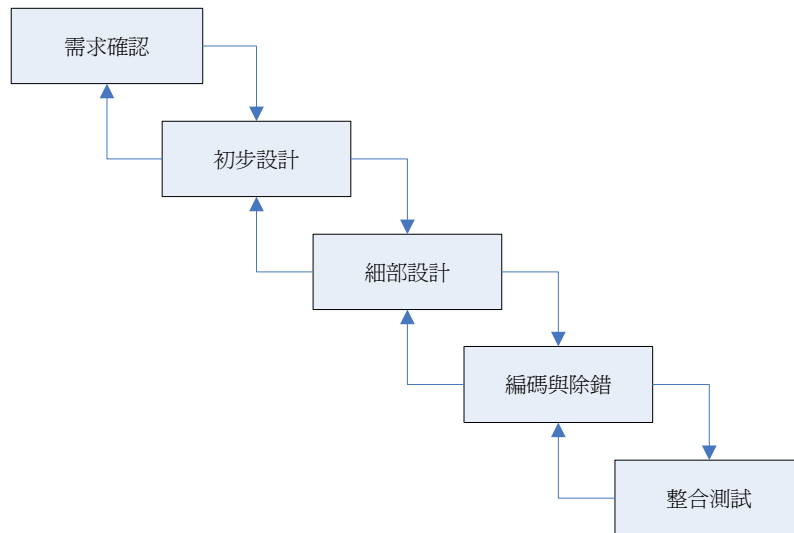 需求確認
初步設計
細部設計
編碼與除錯
整合測試